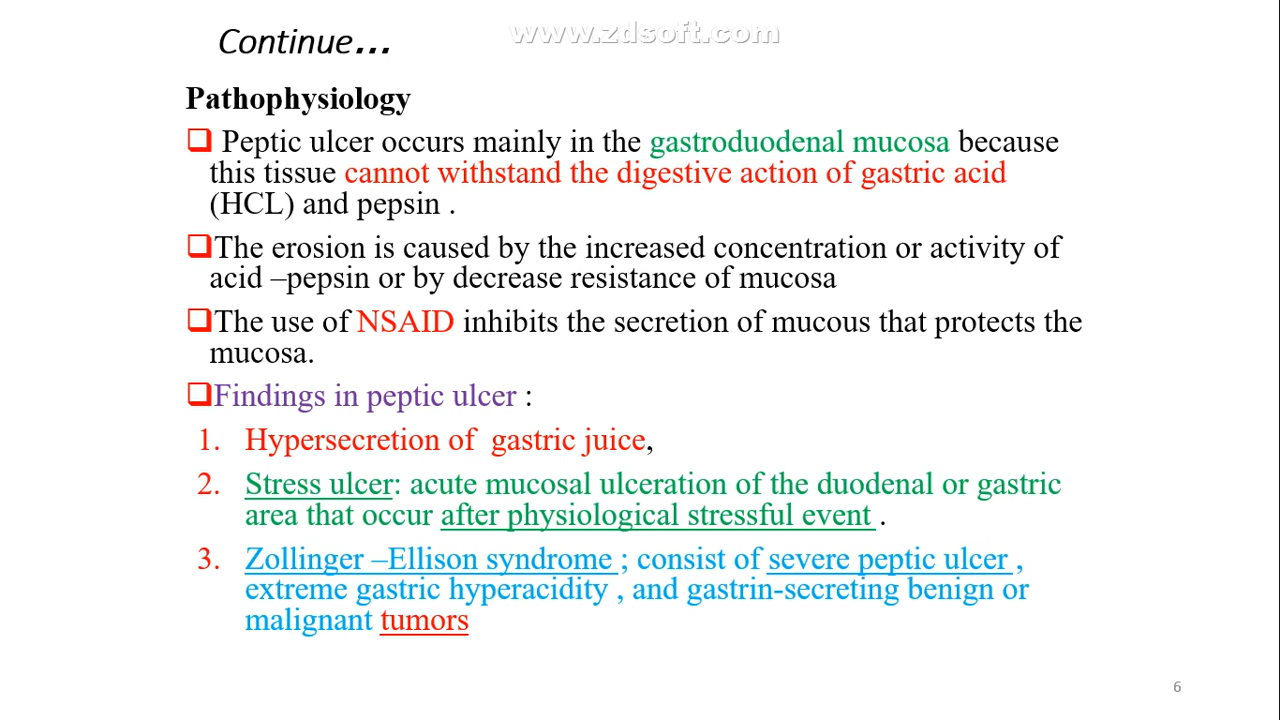 Continue...
www.zdsoft.com
Pathophysiology
Peptic ulcer occurs mainly in the gastroduodenal mucosa because
this tissue cannot withstand the digestive action of gastric acid
(HCL) and pepsin .
The erosion is caused by the increased concentration or activity of
acid –pepsin or by decrease resistance of mucosa
The use of NSAID inhibits the secretion of mucous that protects the
mucosa.
Findings in peptic ulcer :
1. Hypersecretion of gastric juice,
2. Stress ulcer: acute mucosal ulceration of the duodenal or gastric
area that occur after physiological stressful event .
3. Zollinger –Ellison syndrome ; consist of severe peptic ulcer ,
extreme gastric hyperacidity , and gastrin-secreting benign or
malignant tumors
6